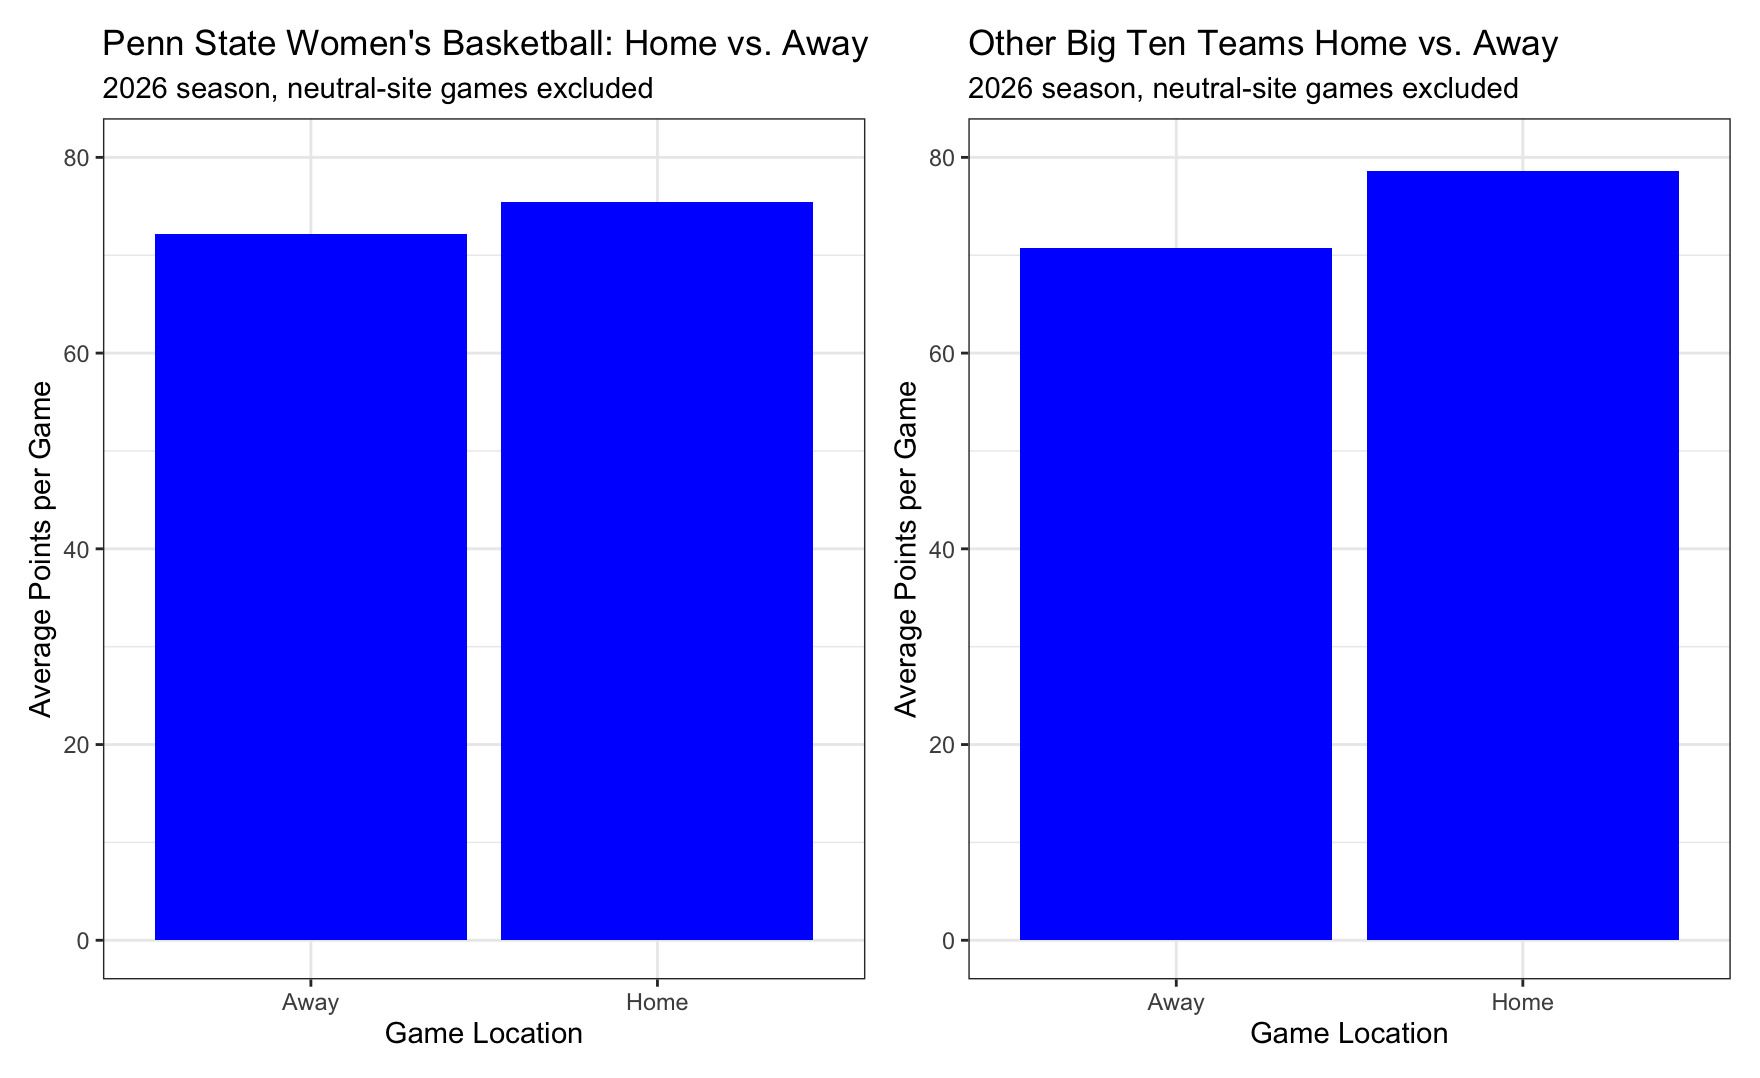 Penn State Women's Basketball: Home vs. Away
2026 season, neutral-site games excluded
80
60
40
20
0
Average Points per Game
Away
Home
Game Location
Other Big Ten Teams Home vs. Away
2026 season, neutral-site games excluded
80
60
40
20
0
Average Points per Game
Away
Home
Game Location